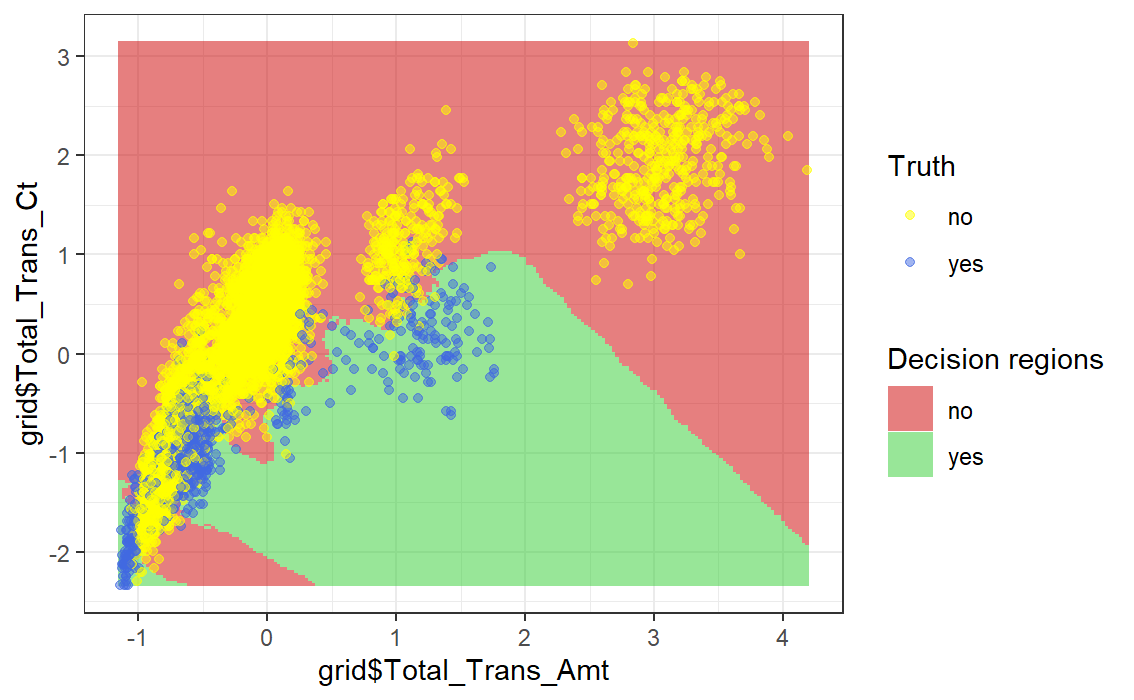 3
2
1
0
-1
-2
grid$Total_Trans_Ct
-1
0
1
2
3
4
grid$Total_Trans_Amt
Truth
no
yes
Decision regions
no
yes